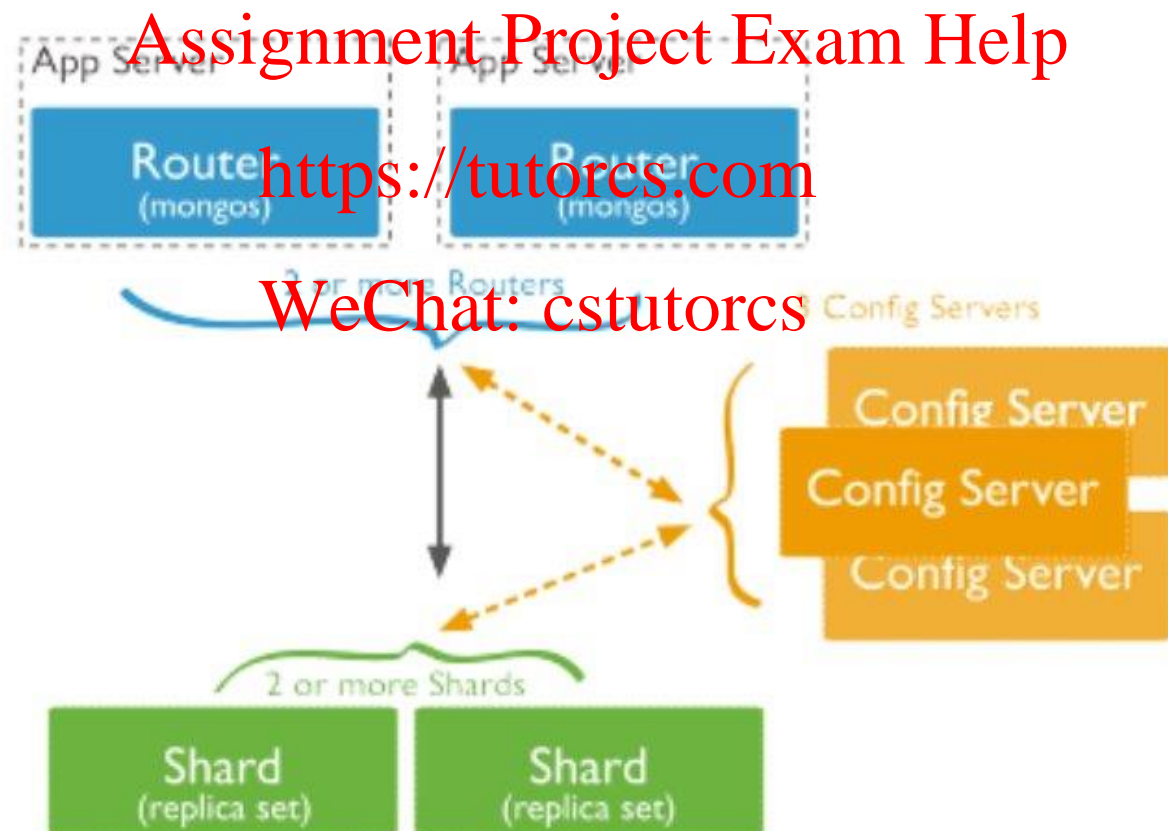 Assignment Project Exam Help
App Server
App Server
Router
(mongos)
Router
(mongos)
https://tutorcs.com
2 or more Routers
WeChat: cstutorcs
3 Config Servers
Config Server
Config Server
Config Server
2 or more Shards
Shard
(replica set)
Shard
(replica set)